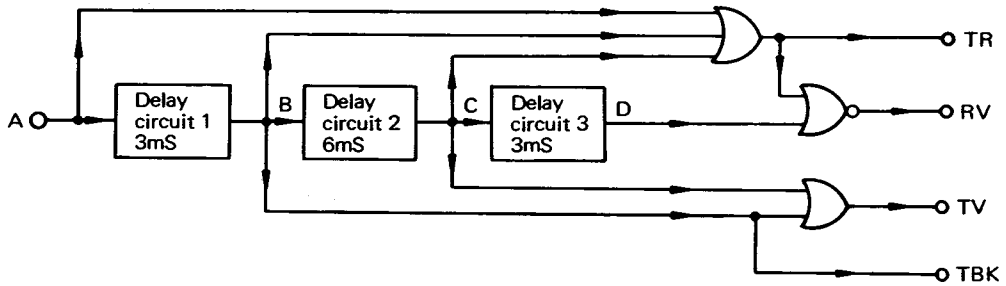 TR
A
Delay
circuit 1
3mS
B
Delay
circuit 2
6mS
C
Delay
circuit 3
3mS
D
RV
TV
TBK